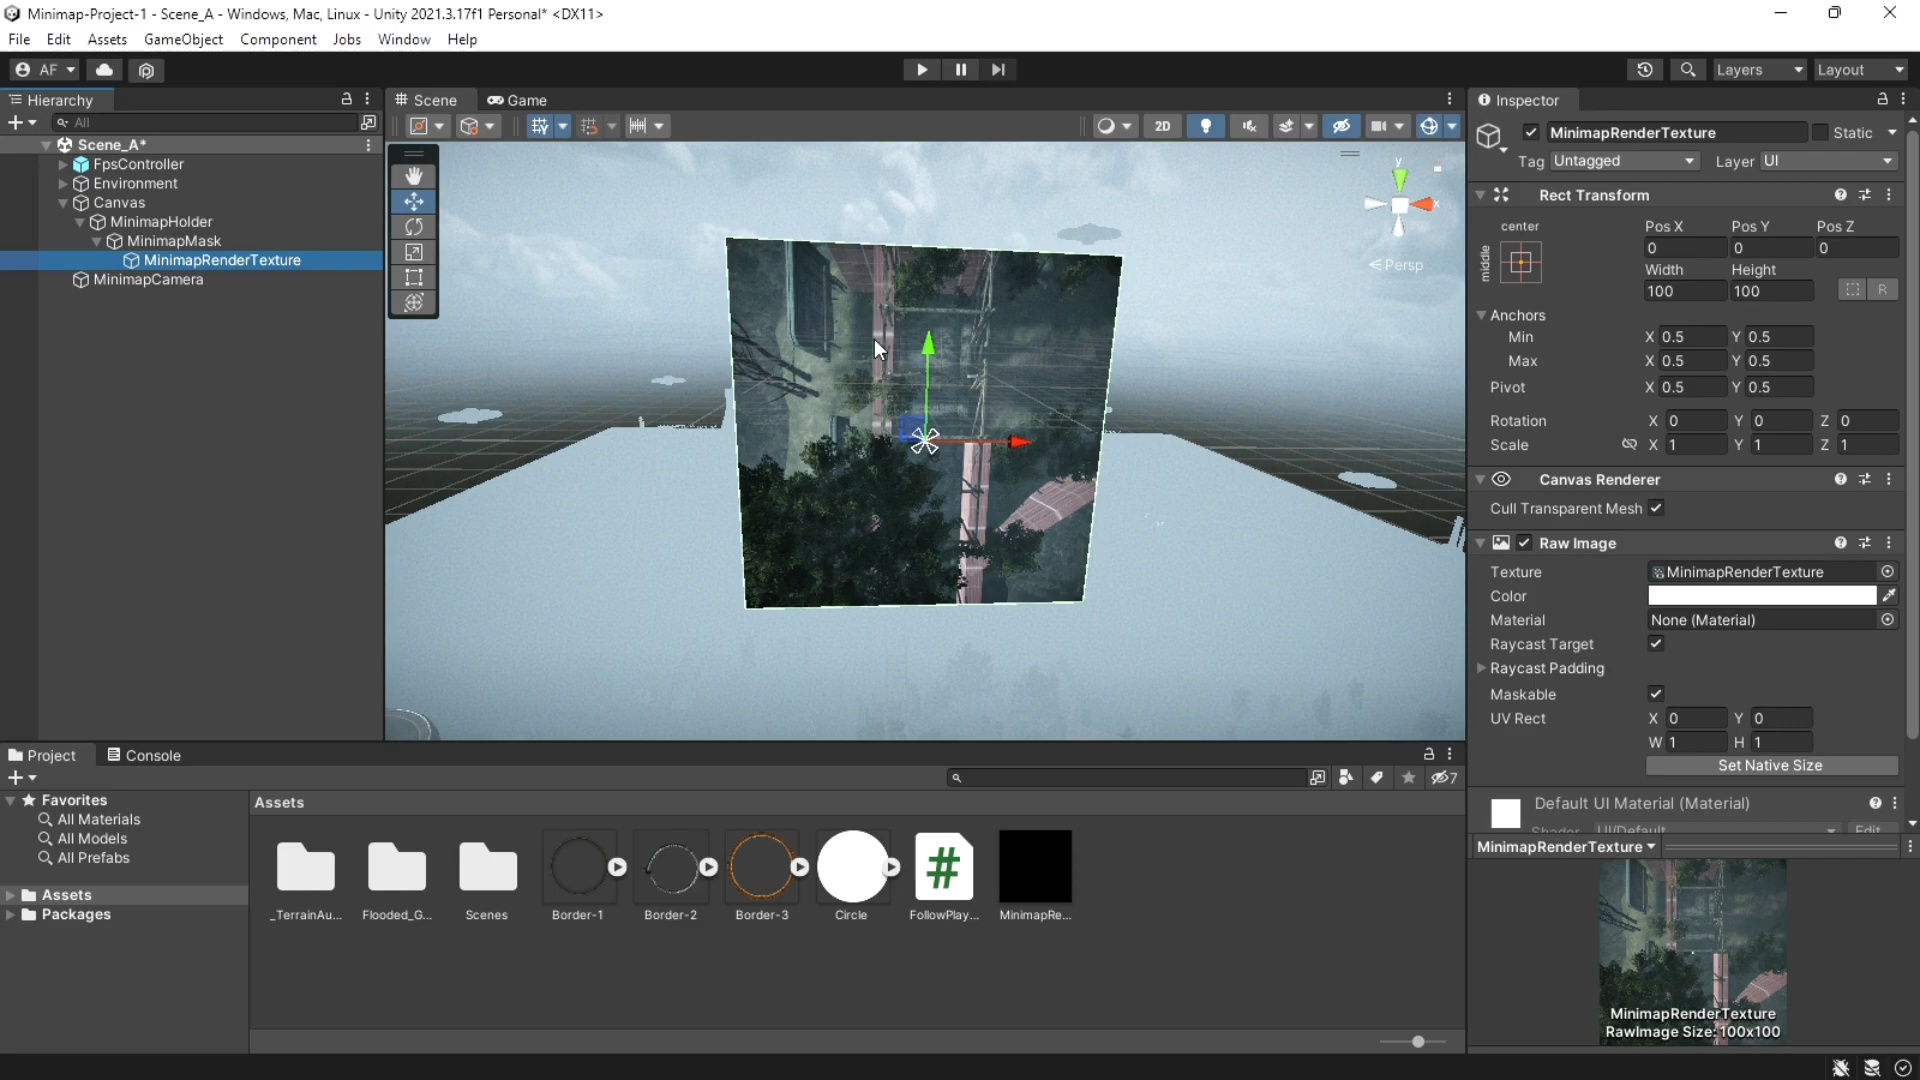 Minimap-Project-1 - Scene_A - Windows, Mac, Linux - Unity 2021.3.17f1 Personal* <DX11>
File Edit Assets GameObject Component Jobs Window Help
AF
Layers
Layout
Hierarchy
Scene
Game
Inspector
All
2D
MinimapRenderTexture
Static
Scene_A*
Tag Untagged
Layer UI
FpsController
Environment
Canvas
MinimapHolder
MinimapMask
MinimapRenderTexture
MinimapCamera
y
x
Persp
Rect Transform
center
middle
Pos X Pos Y Pos Z
0 0 0
Width Height
100 100
R
Anchors
Min X 0.5 Y 0.5
Max X 0.5 Y 0.5
Pivot X 0.5 Y 0.5
Rotation X 0 Y 0 Z 0
Scale X 1 Y 1 Z 1
Canvas Renderer
Cull Transparent Mesh
Raw Image
Texture MinimapRenderTexture
Color
Material None (Material)
Raycast Target
Raycast Padding
Maskable
UV Rect X 0 Y 0
W 1 H 1
Set Native Size
Default UI Material (Material)
Shader UI/Default Edit
MinimapRenderTexture
MinimapRenderTexture
RawImage Size: 100x100
Project
Console
7
Favorites
All Materials
All Models
All Prefabs
Assets
Packages
Assets
_TerrainAu... Flooded_G... Scenes Border-1 Border-2 Border-3 Circle FollowPlay... MinimapRe...